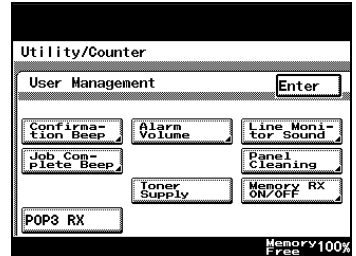 Utility/Counter
User Management
Enter
Confirma-
tion Beep
Alarm
Volume
Line Moni-
tor Sound
Job Com-
plete Beep
Panel
Cleaning
Toner
Supply
Memory RX
ON/OFF
POP3 RX
Memory
Free 100%